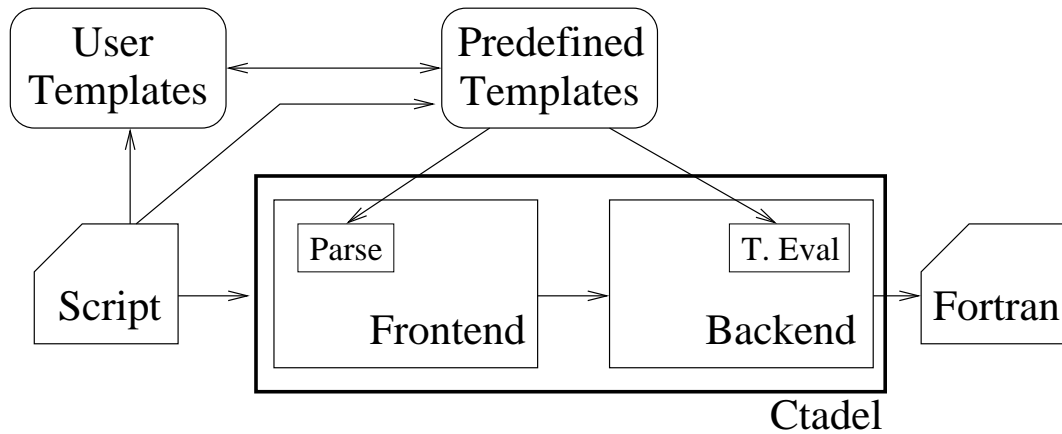 User
Templates
Predefined
Templates
Parse
T. Eval
Script
Frontend
Backend
Fortran
Ctadel